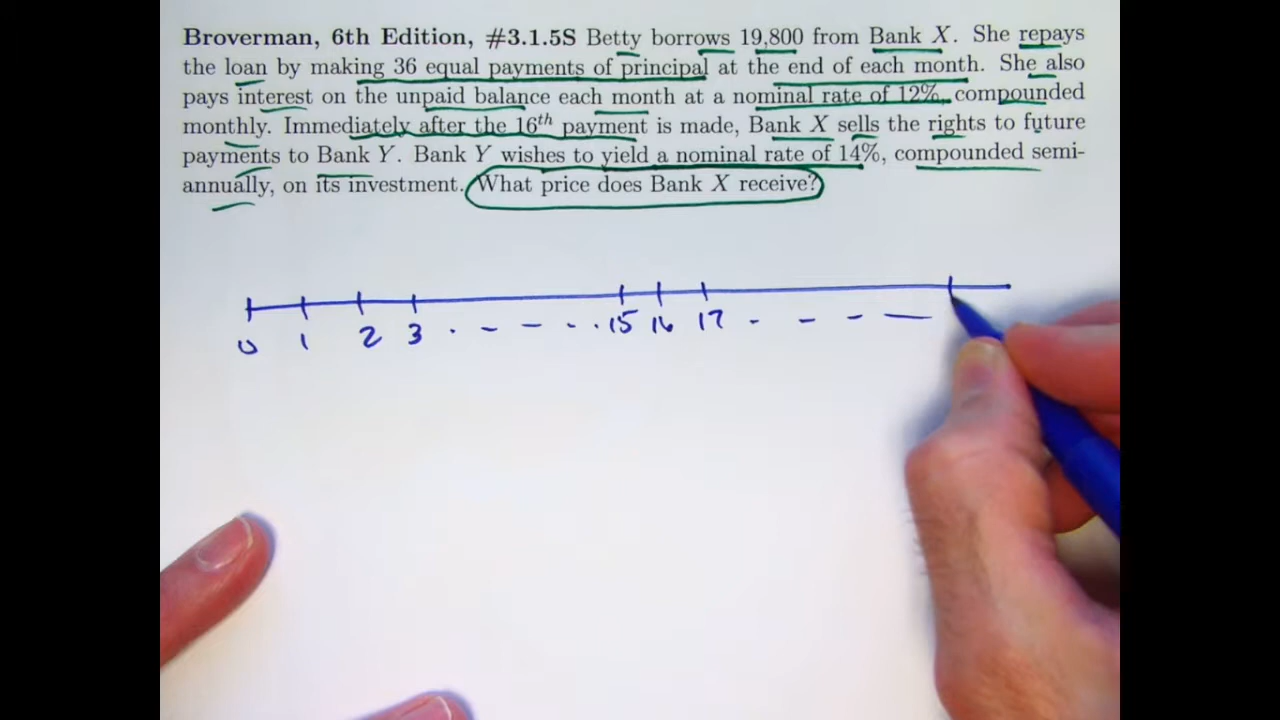 Broverman, 6th Edition, #3.1.5S Betty borrows 19,800 from Bank X. She repays
the loan by making 36 equal payments of principal at the end of each month. She also
pays interest on the unpaid balance each month at a nominal rate of 12%, compounded
monthly. Immediately after the 16th payment is made, Bank X sells the rights to future
payments to Bank Y. Bank Y wishes to yield a nominal rate of 14%, compounded semi-
annually, on its investment. What price does Bank X receive?
0 1 2 3 . - - - . . 15 16 17 - - - —